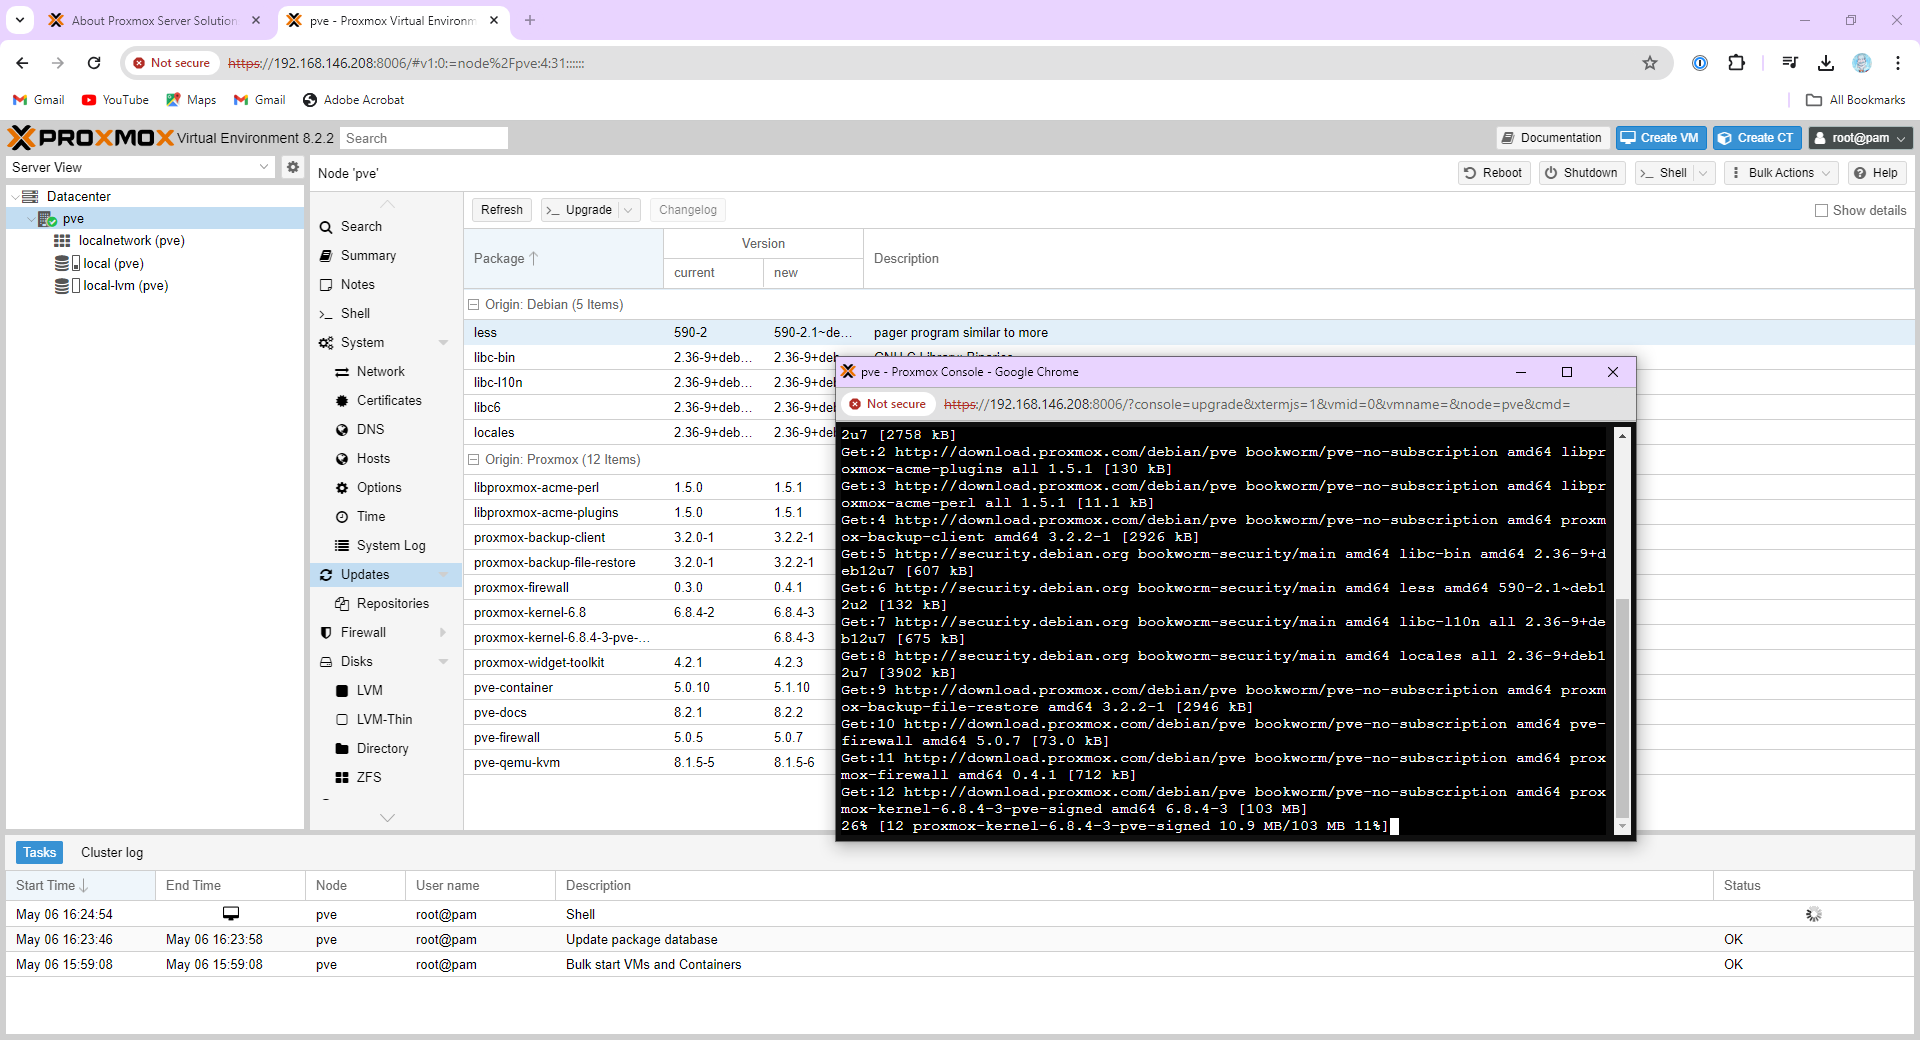 About Proxmox Server Solution
pve - Proxmox Virtual Environm
Not secure
https://192.168.146.208:8006/#v1:0:=node%2Fpve:4:31::::::
Gmail
YouTube
Maps
Gmail
Adobe Acrobat
All Bookmarks
PROXMOX Virtual Environment 8.2.2
Search
Documentation
Create VM
Create CT
root@pam
Server View
Node 'pve'
Reboot
Shutdown
Shell
Bulk Actions
Help
Datacenter
pve
localnetwork (pve)
local (pve)
local-lvm (pve)
Search
Summary
Notes
Shell
System
Network
Certificates
DNS
Hosts
Options
Time
System Log
Updates
Repositories
Firewall
Disks
LVM
LVM-Thin
Directory
ZFS
Refresh
Upgrade
Changelog
Show details
Package
Version
current
new
Description
Origin: Debian (5 Items)
less 590-2 590-2.1~de... pager program similar to more
libc-bin 2.36-9+deb... 2.36-9+deb GNU C Library: Binaries
libc-l10n 2.36-9+deb... 2.36-9+deb
libc6 2.36-9+deb... 2.36-9+deb
locales 2.36-9+deb... 2.36-9+deb
Origin: Proxmox (12 Items)
libproxmox-acme-perl 1.5.0 1.5.1
libproxmox-acme-plugins 1.5.0 1.5.1
proxmox-backup-client 3.2.0-1 3.2.2-1
proxmox-backup-file-restore 3.2.0-1 3.2.2-1
proxmox-firewall 0.3.0 0.4.1
proxmox-kernel-6.8 6.8.4-2 6.8.4-3
proxmox-kernel-6.8.4-3-pve-... 6.8.4-3
proxmox-widget-toolkit 4.2.1 4.2.3
pve-container 5.0.10 5.1.10
pve-docs 8.2.1 8.2.2
pve-firewall 5.0.5 5.0.7
pve-qemu-kvm 8.1.5-5 8.1.5-6
pve - Proxmox Console - Google Chrome
Not secure
https://192.168.146.208:8006/?console=upgrade&xtermjs=1&vmid=0&vmname=&node=pve&cmd=
2u7 [2758 kB]
Get:2 http://download.proxmox.com/debian/pve bookworm/pve-no-subscription amd64 libpr
oxmox-acme-plugins all 1.5.1 [130 kB]
Get:3 http://download.proxmox.com/debian/pve bookworm/pve-no-subscription amd64 libpr
oxmox-acme-perl all 1.5.1 [11.1 kB]
Get:4 http://download.proxmox.com/debian/pve bookworm/pve-no-subscription amd64 proxm
ox-backup-client amd64 3.2.2-1 [2926 kB]
Get:5 http://security.debian.org bookworm-security/main amd64 libc-bin amd64 2.36-9+d
eb12u7 [607 kB]
Get:6 http://security.debian.org bookworm-security/main amd64 less amd64 590-2.1~deb1
2u2 [132 kB]
Get:7 http://security.debian.org bookworm-security/main amd64 libc-l10n all 2.36-9+de
b12u7 [675 kB]
Get:8 http://security.debian.org bookworm-security/main amd64 locales all 2.36-9+deb1
2u7 [3902 kB]
Get:9 http://download.proxmox.com/debian/pve bookworm/pve-no-subscription amd64 proxm
ox-backup-file-restore amd64 3.2.2-1 [2946 kB]
Get:10 http://download.proxmox.com/debian/pve bookworm/pve-no-subscription amd64 pve-
firewall amd64 5.0.7 [73.0 kB]
Get:11 http://download.proxmox.com/debian/pve bookworm/pve-no-subscription amd64 prox
mox-firewall amd64 0.4.1 [712 kB]
Get:12 http://download.proxmox.com/debian/pve bookworm/pve-no-subscription amd64 prox
mox-kernel-6.8.4-3-pve-signed amd64 6.8.4-3 [103 MB]
26% [12 proxmox-kernel-6.8.4-3-pve-signed 10.9 MB/103 MB 11%]
Tasks
Cluster log
Start Time End Time Node User name Description Status
May 06 16:24:54 pve root@pam Shell
May 06 16:23:46 May 06 16:23:58 pve root@pam Update package database OK
May 06 15:59:08 May 06 15:59:08 pve root@pam Bulk start VMs and Containers OK